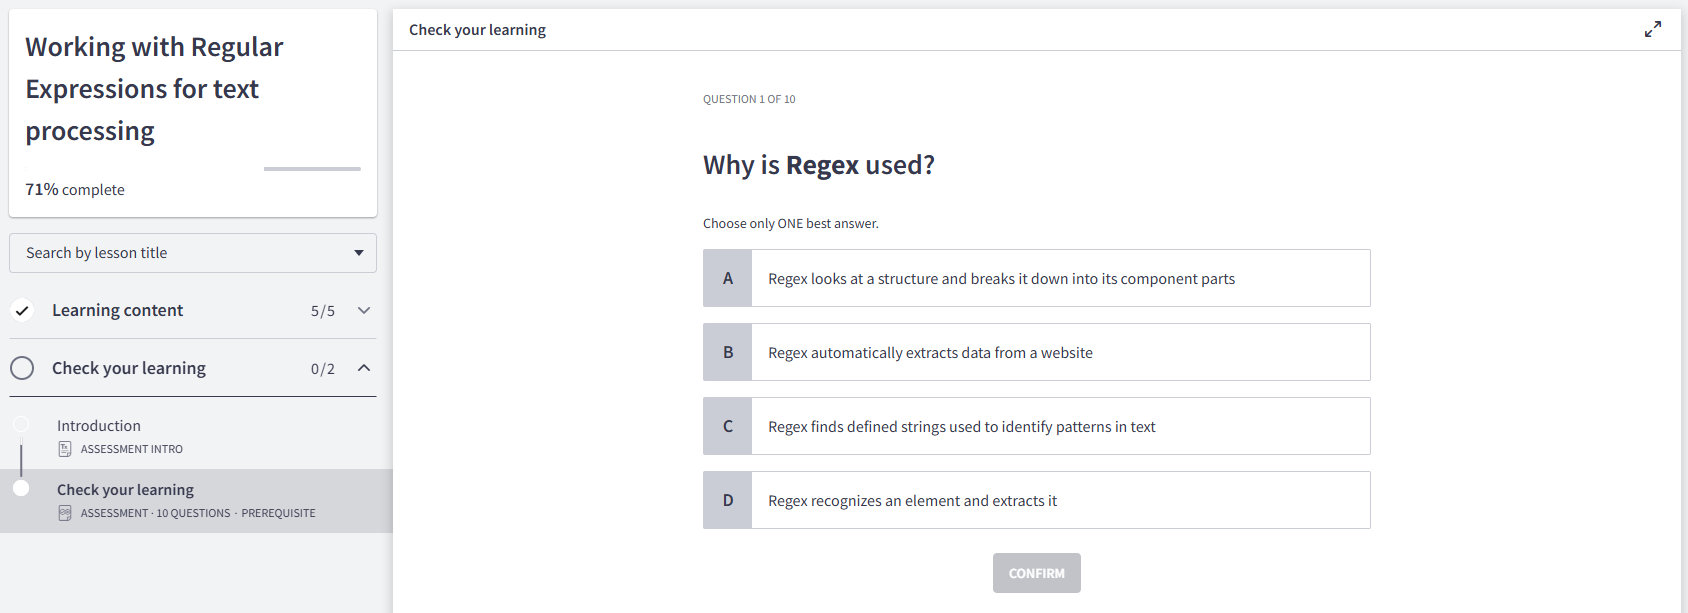 Working with Regular
Expressions for text
processing
71% complete
Search by lesson title
Learning content 5/5
Check your learning 0/2
Introduction
ASSESSMENT INTRO
Check your learning
ASSESSMENT · 10 QUESTIONS · PREREQUISITE
Check your learning
QUESTION 1 OF 10
Why is Regex used?
Choose only ONE best answer.
A Regex looks at a structure and breaks it down into its component parts
B Regex automatically extracts data from a website
C Regex finds defined strings used to identify patterns in text
D Regex recognizes an element and extracts it
CONFIRM